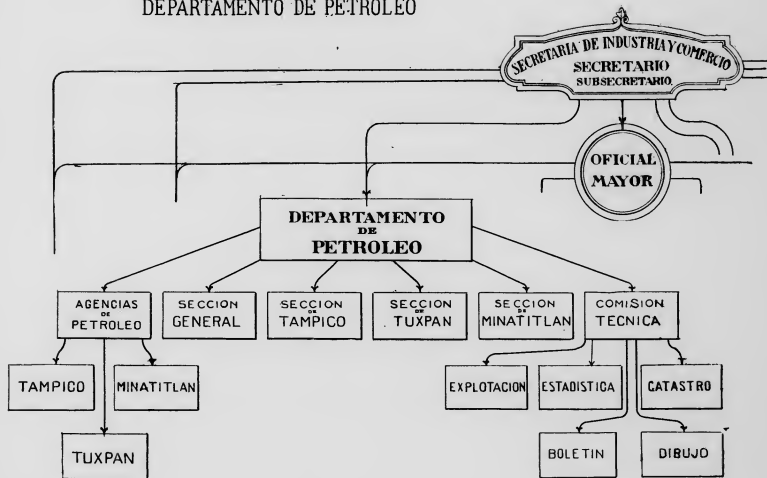 DEPARTAMENTO DE PETROLEO
SECRETARIA DE INDUSTRIA Y COMERCIO
SECRETARIO
SUBSECRETARIO.
OFICIAL
MAYOR
DEPARTAMENTO
DE
PETROLEO
AGENCIAS
DE
PETROLEO
SECCION
GENERAL
SECCION
DE
TAMPICO
SECCION
DE
TUXPAN
SECCION
DE
MINATITLAN
COMISION
TECNICA
TAMPICO
MINATITLAN
TUXPAN
EXPLOTACION
ESTADISTICA
CATASTRO
BOLETIN
DIBUJO